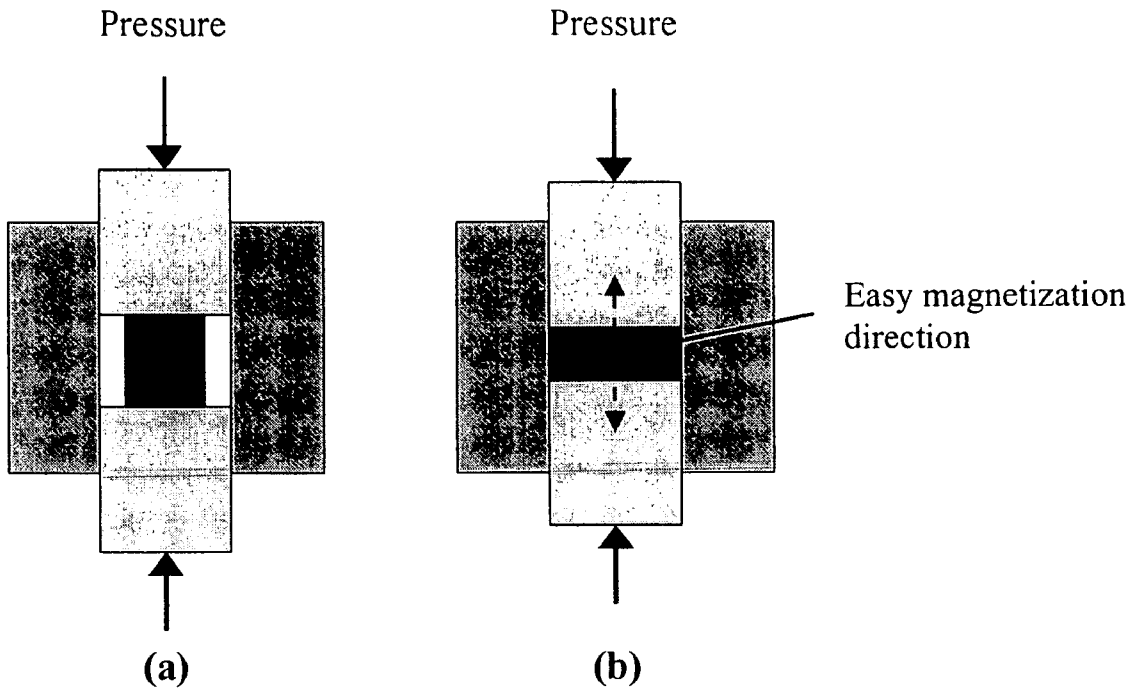 Pressure
Pressure
Easy magnetization
direction
(a)
(b)